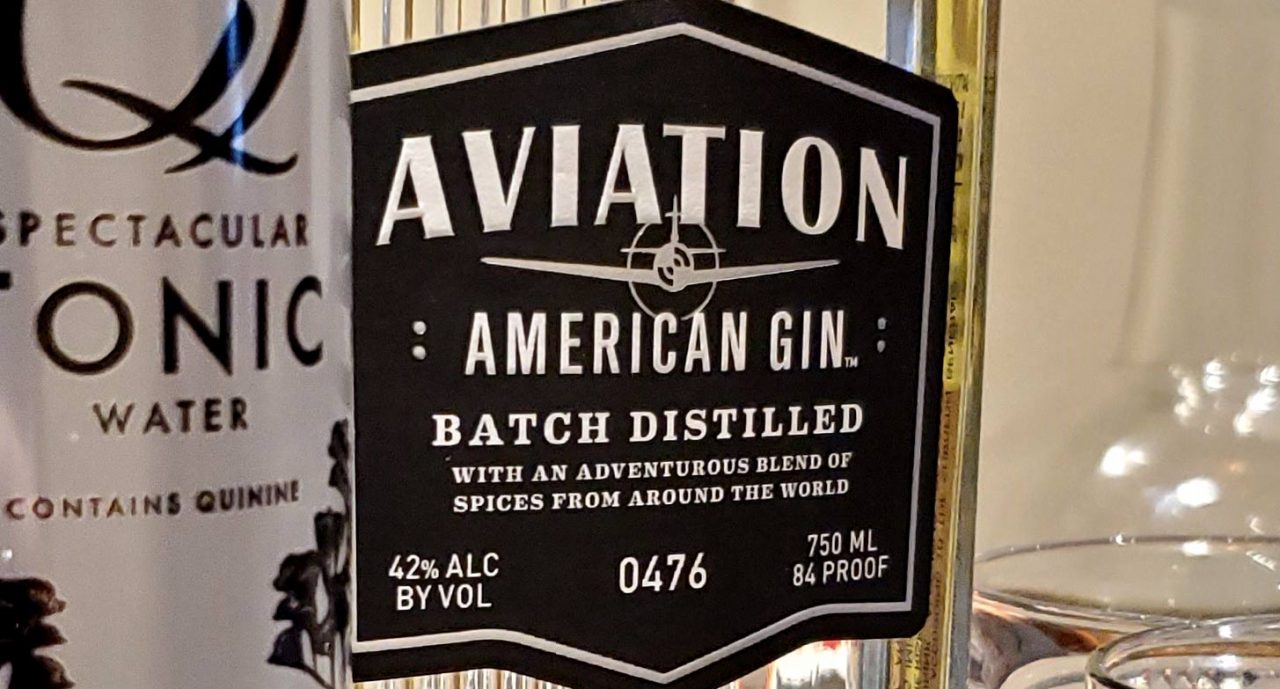 Q
SPECTACULAR
TONIC
WATER
CONTAINS QUININE
AVIATION
: AMERICAN GIN™ :
BATCH DISTILLED
WITH AN ADVENTUROUS BLEND OF
SPICES FROM AROUND THE WORLD
42% ALC
BY VOL
0476
750 ML
84 PROOF